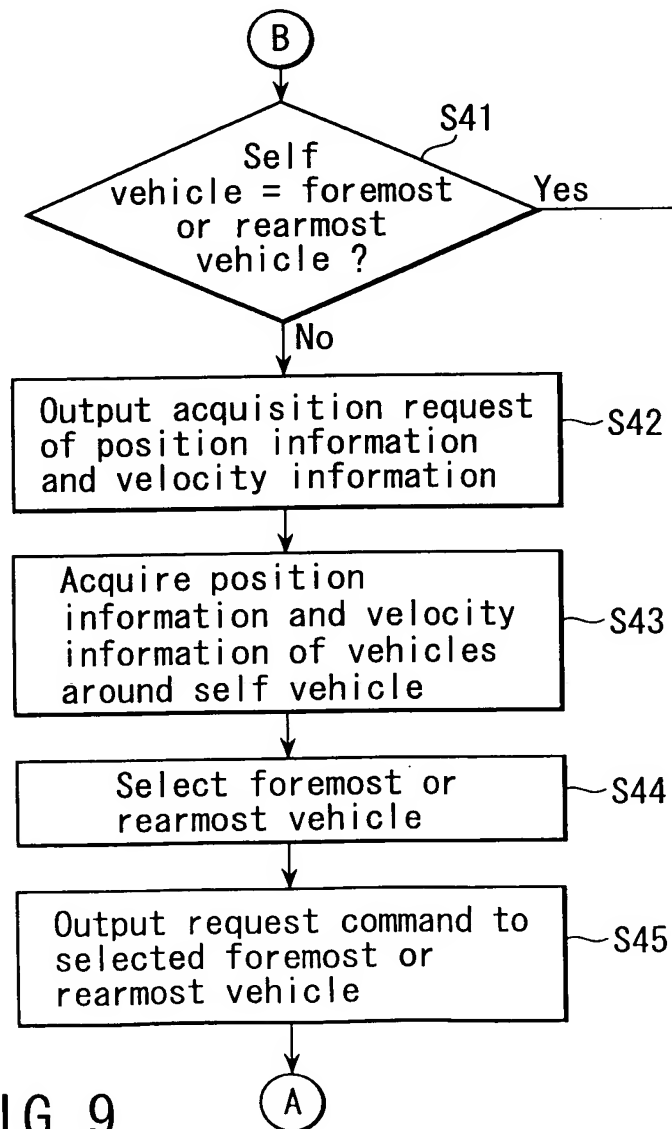 B
S41
Self
vehicle = foremost
or rearmost
vehicle ?
Yes
No
Output acquisition request
of position information
and velocity information
S42
Acquire position
information and velocity
information of vehicles
around self vehicle
S43
Select foremost or
rearmost vehicle
S44
Output request command to
selected foremost or
rearmost vehicle
S45
A
IG. 9